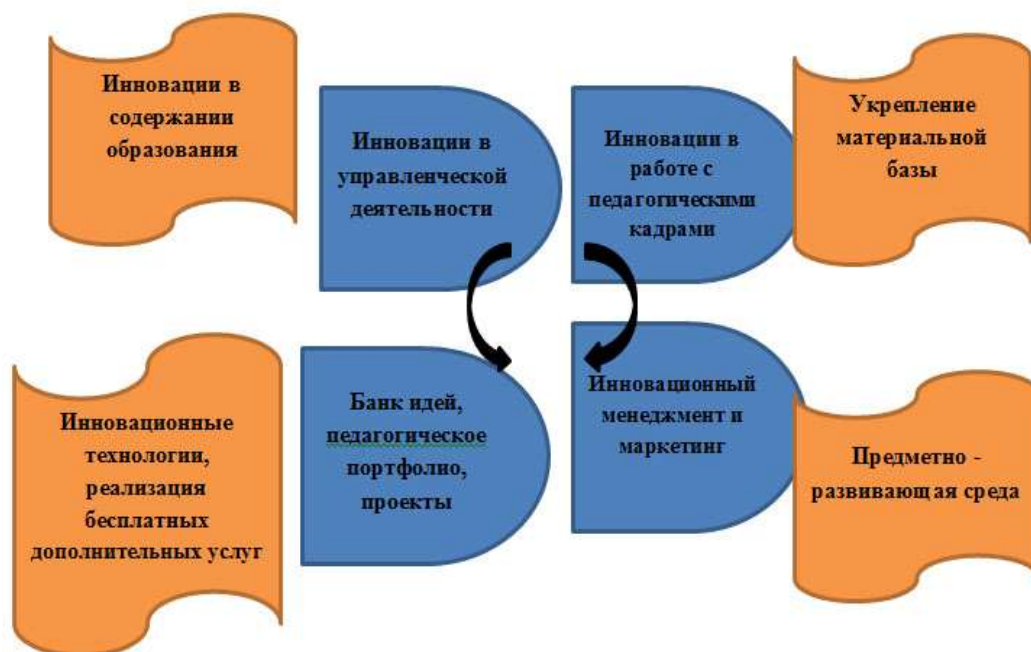 Инновации в
содержании
образования
Инновации в
управленческой
деятельности
Инновации в
работе с
педагогическими
кадрами
Укрепление
материальной
базы
Инновационные
технологии,
реализация
бесплатных
дополнительных услуг
Банк идей,
педагогическое
портфолио,
проекты
Инновационный
менеджмент и
маркетинг
Предметно -
развивающая среда